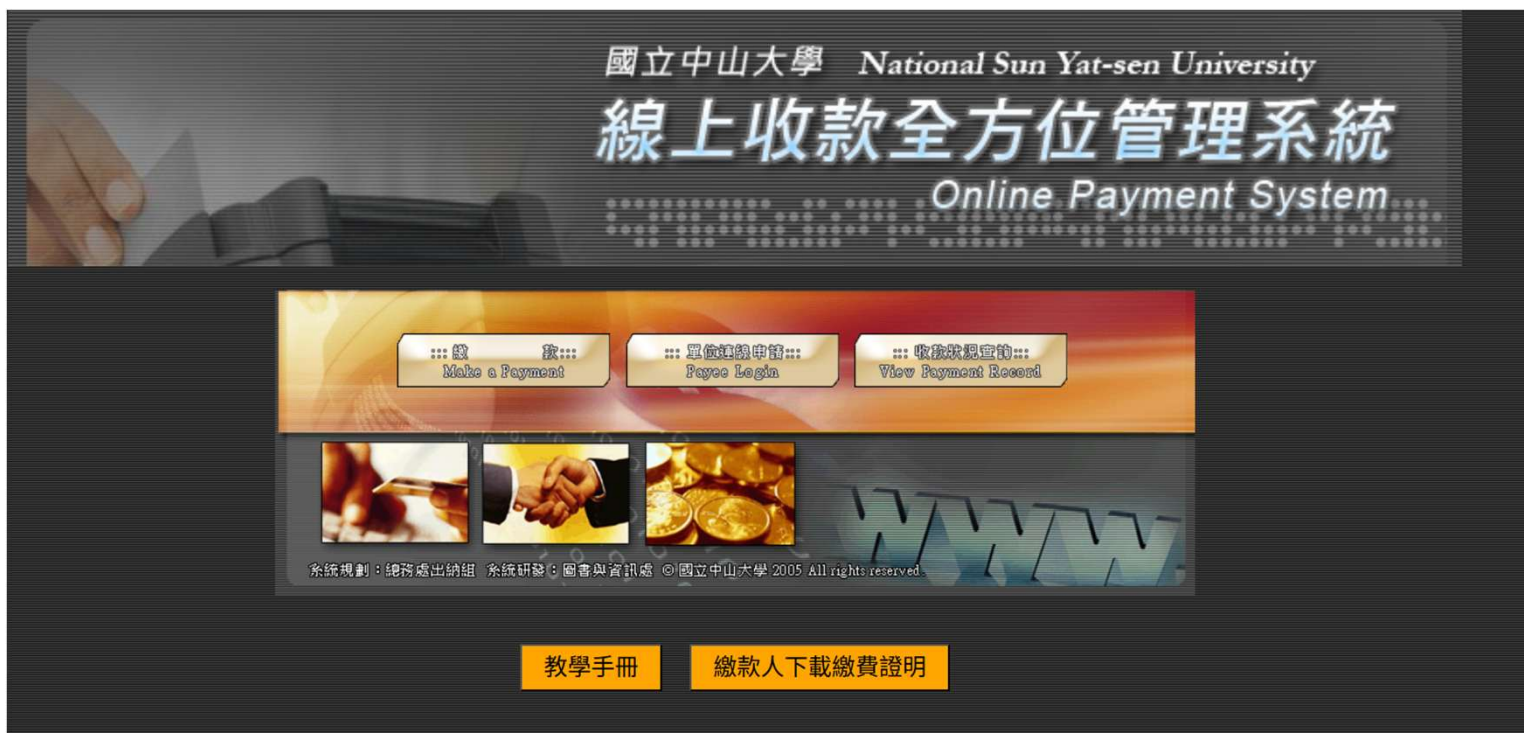 國立中山大學 National Sun Yat-sen University
線上收款全方位管理系統
Online Payment System
::: 繳 款:::
Make a Payment
::: 單位連線申請:::
Payee Login
::: 收款狀況查詢:::
View Payment Record
WWW.
系統規劃：總務處出納組 系統研發：圖書與資訊處 © 國立中山大學 2005 All rights reserved.
教學手冊
繳款人下載繳費證明